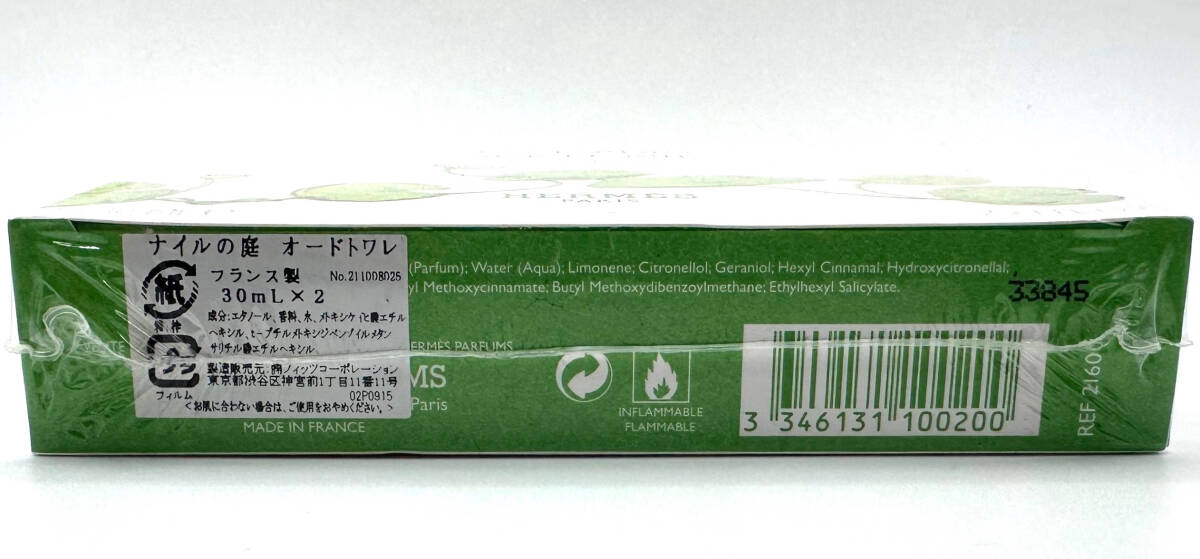 HERMÈS
PARIS
ナイルの庭 オードトワレ
フランス製 No.211008026
30mL×2
紙
外 作
成分:エタノール、香料、水、メトキシケイヒ酸エチル
ヘキシル、t-ブチルメトキシジベンゾイルメタン
サリチル酸エチルヘキシル
製造販売元:㈲フィッツコーポレーション
東京都渋谷区神宮前1丁目11番11号
フィルム 02P0915
<お肌に合わない場合は、ご使用をおやめください。>
(Parfum); Water (Aqua); Limonene; Citronellol; Geraniol; Hexyl Cinnamal; Hydroxycitronellal;
yl Methoxycinnamate; Butyl Methoxydibenzoylmethane; Ethylhexyl Salicylate.
33845
HERMÈS PARFUMS
MS
Paris
MADE IN FRANCE
INFLAMMABLE
FLAMMABLE
3 346131 100200
REF 2160